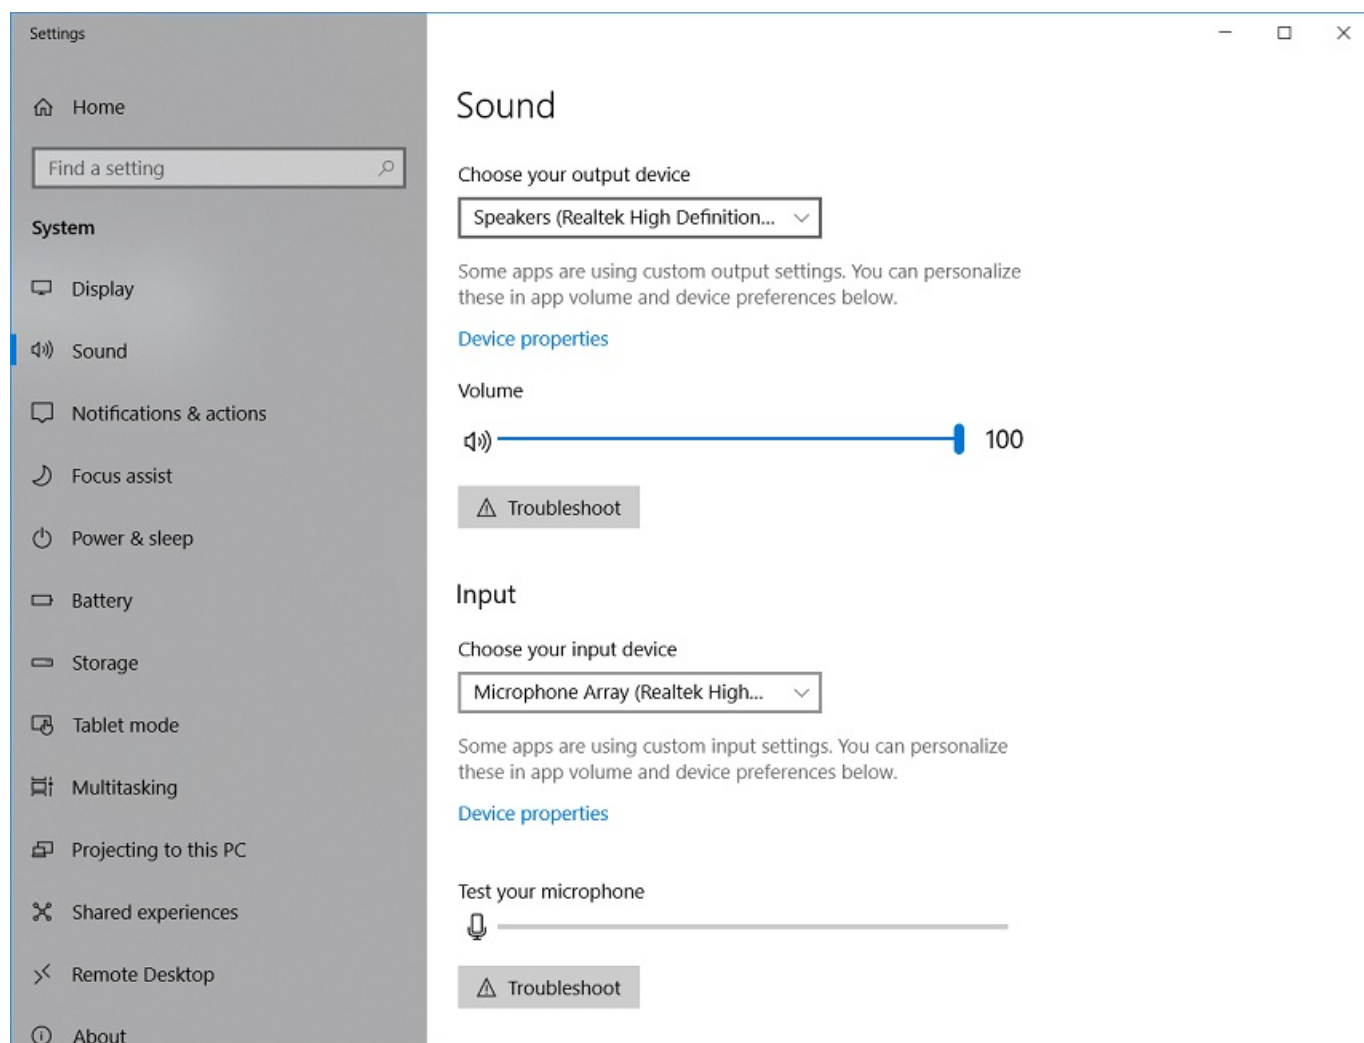 Settings
Home
Find a setting
System
Display
Sound
Notifications & actions
Focus assist
Power & sleep
Battery
Storage
Tablet mode
Multitasking
Projecting to this PC
Shared experiences
Remote Desktop
About
Sound
Choose your output device
Speakers (Realtek High Definition...
Some apps are using custom output settings. You can personalize
these in app volume and device preferences below.
Device properties
Volume
100
Troubleshoot
Input
Choose your input device
Microphone Array (Realtek High...
Some apps are using custom input settings. You can personalize
these in app volume and device preferences below.
Device properties
Test your microphone
Troubleshoot